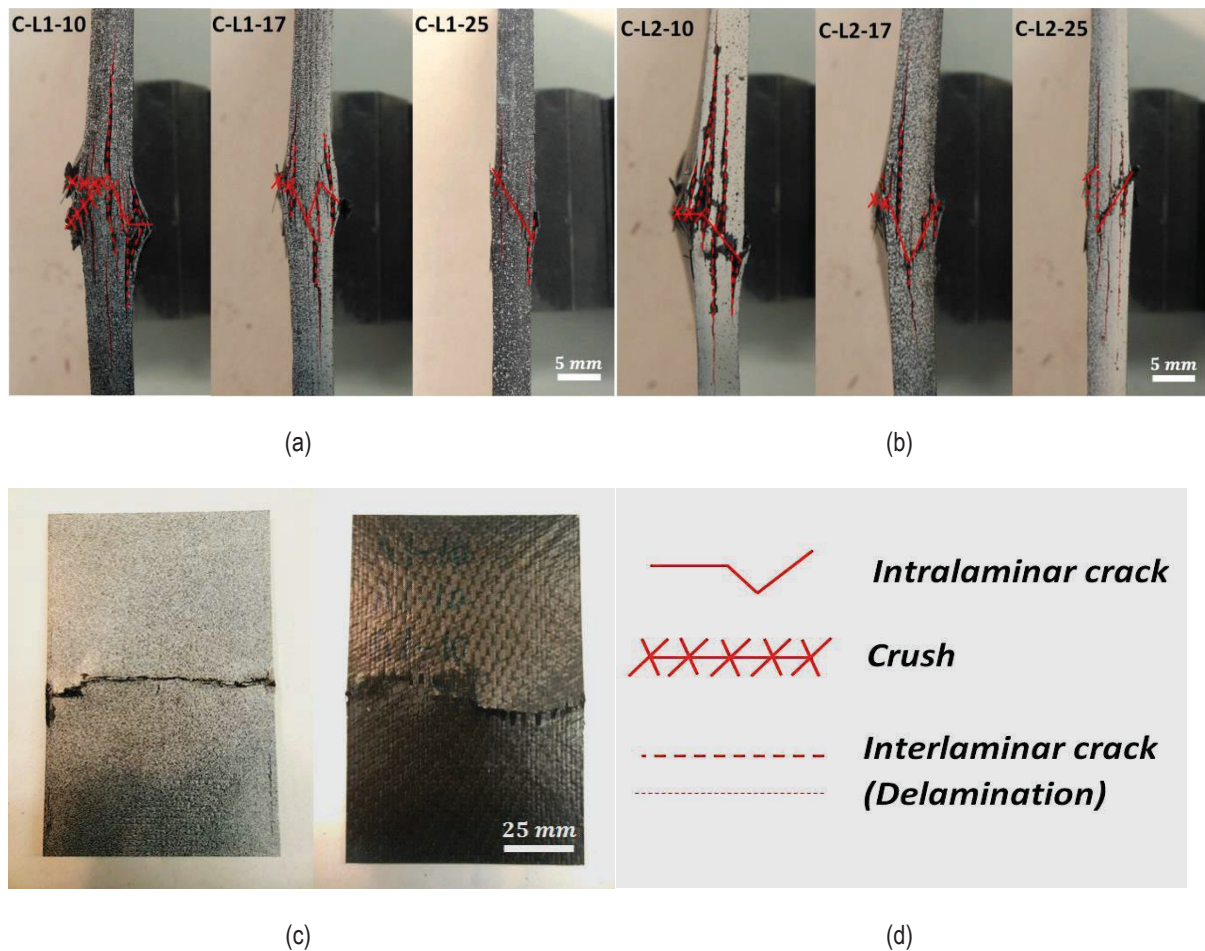 C-L1-10
C-L1-17
C-L1-25
5 mm
C-L2-10
C-L2-17
C-L2-25
5 mm
(a)
(b)
25 mm
Intralaminar crack
Crush
Interlaminar crack
(Delamination)
(c)
(d)